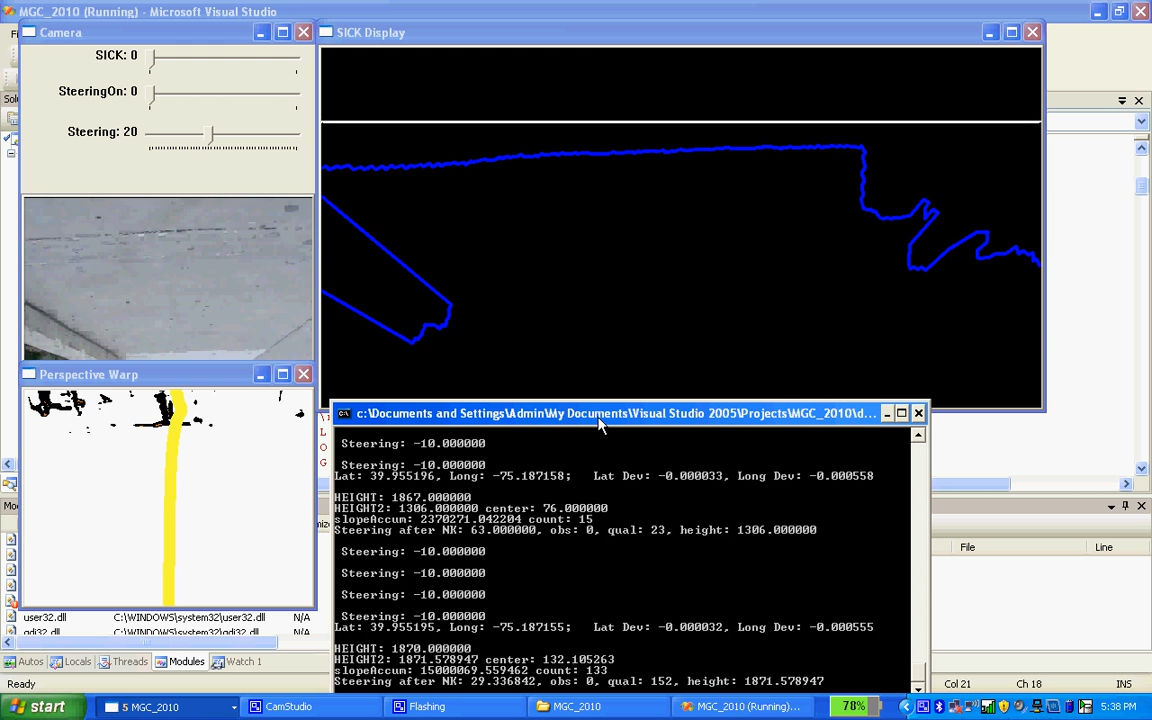 MGC_2010 (Running) - Microsoft Visual Studio
Camera
SICK Display
SICK: 0
SteeringOn: 0
Steering: 20
Perspective Warp
c:\Documents and Settings\Admin\My Documents\Visual Studio 2005\Projects\MGC_2010\d...
Steering: -10.000000
Steering: -10.000000
Lat: 39.955196, Long: -75.187158;   Lat Dev: -0.000033, Long Dev: -0.000558
HEIGHT: 1867.000000
HEIGHT2: 1306.000000 center: 76.000000
slopeAccum: 2370271.042204 count: 15
Steering after NK: 63.000000, obs: 0, qual: 23, height: 1306.000000
Steering: -10.000000
Steering: -10.000000
Steering: -10.000000
Steering: -10.000000
Lat: 39.955195, Long: -75.187155;   Lat Dev: -0.000032, Long Dev: -0.000555
HEIGHT: 1870.000000
HEIGHT2: 1871.578947 center: 132.105263
slopeAccum: 15000069.559462 count: 133
Steering after NK: 29.336842, obs: 0, qual: 152, height: 1871.578947
File Line
user32.dll C:\WINDOWS\system32\user32.dll N/A
gdi32.dll C:\WINDOWS\system32\gdi32.dll N/A
Autos Locals Threads Modules Watch 1
Ready Col 21 Ch 18 INS
start 5 MGC_2010 CamStudio Flashing MGC_2010 MGC_2010 (Running)... 78% 5:38 PM